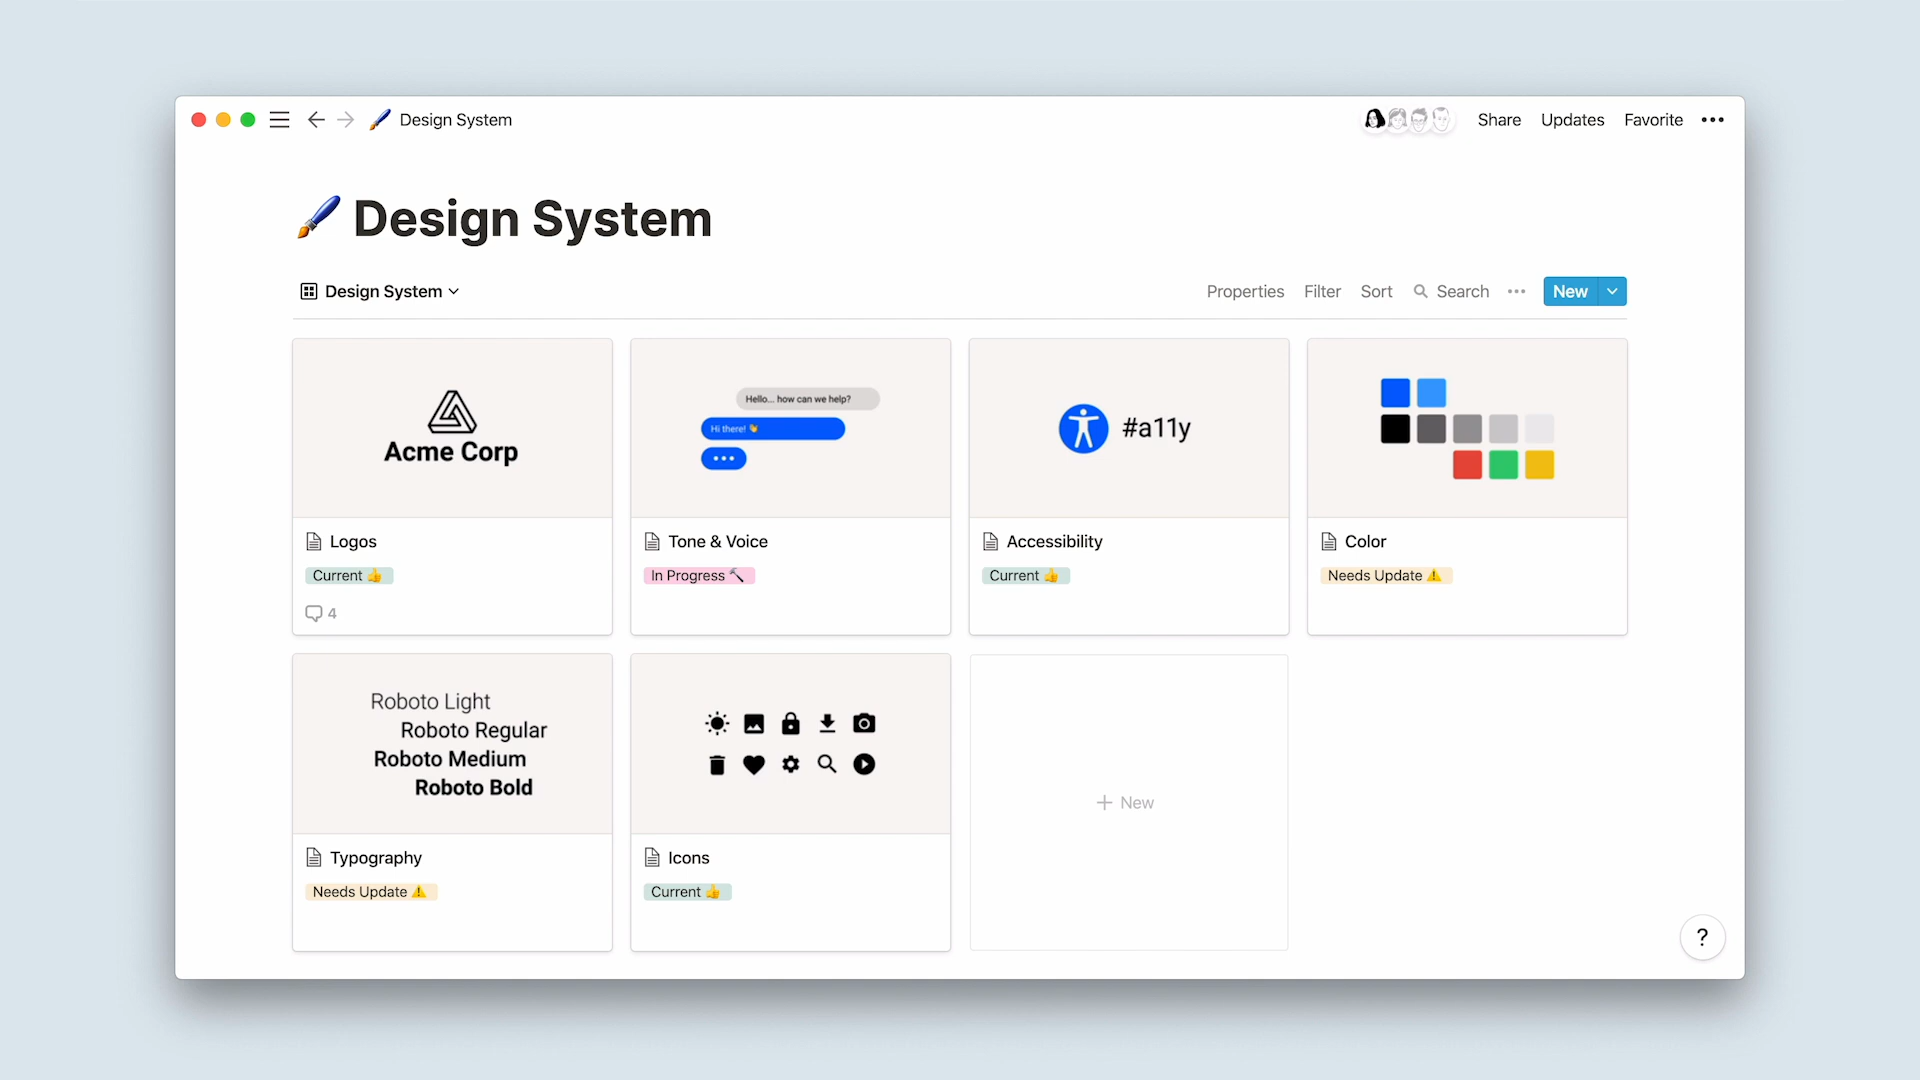 Design System
Share Updates Favorite
Design System
Design System
Properties Filter Sort Search New
Acme Corp
Logos
Current 👍
4
Hello... how can we help?
Hi there! 👋
Tone & Voice
In Progress 🔨
#a11y
Accessibility
Current 👍
Color
Needs Update ⚠️
Roboto Light
Roboto Regular
Roboto Medium
Roboto Bold
Typography
Needs Update ⚠️
Icons
Current 👍
+ New
?